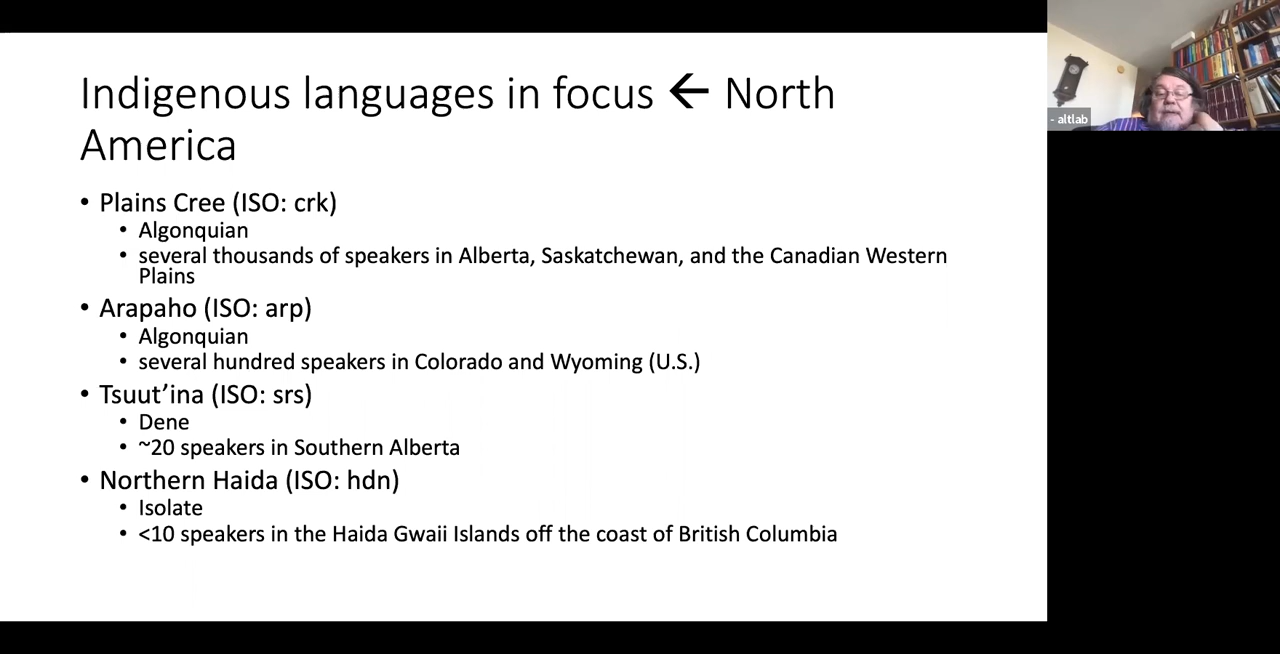 Indigenous languages in focus ← North
America
• Plains Cree (ISO: crk)
• Algonquian
• several thousands of speakers in Alberta, Saskatchewan, and the Canadian Western
Plains
• Arapaho (ISO: arp)
• Algonquian
• several hundred speakers in Colorado and Wyoming (U.S.)
• Tsuut’ina (ISO: srs)
• Dene
• ~20 speakers in Southern Alberta
• Northern Haida (ISO: hdn)
• Isolate
• <10 speakers in the Haida Gwaii Islands off the coast of British Columbia
- altlab